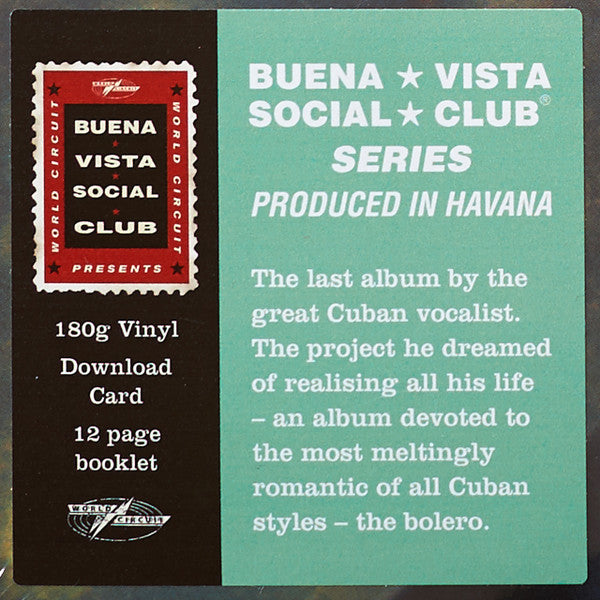 WORLD CIRCUIT
BUENA
VISTA
SOCIAL
CLUB
WORLD CIRCUIT
WORLD CIRCUIT
PRESENTS
180g Vinyl
Download
Card
12 page
booklet
WORLD CIRCUIT
BUENA ★ VISTA
SOCIAL ★ CLUB®
SERIES
PRODUCED IN HAVANA
The last album by the
great Cuban vocalist.
The project he dreamed
of realising all his life
– an album devoted to
the most meltingly
romantic of all Cuban
styles – the bolero.